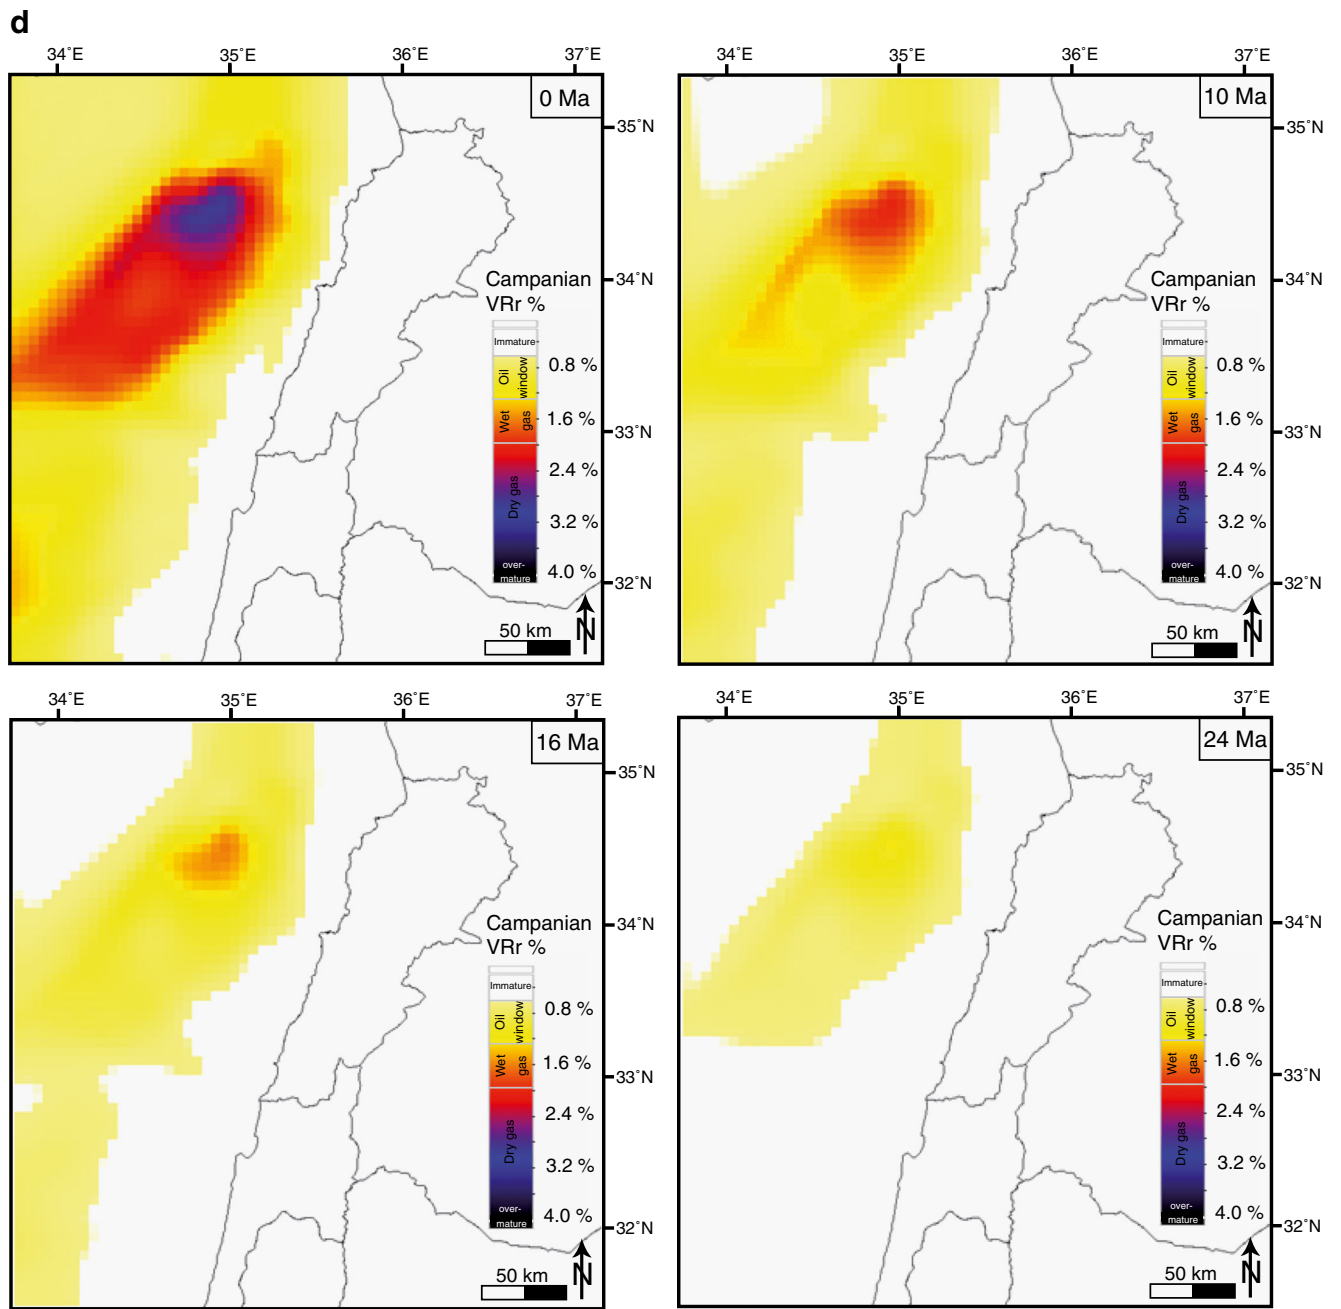 d
34°E 35°E 36°E 37°E
0 Ma
35°N
34°N
33°N
32°N
Campanian
VRr %
Immature
Oil window
Wet gas
Dry gas
over-
mature
0.8 %
1.6 %
2.4 %
3.2 %
4.0 %
50 km
N
34°E 35°E 36°E 37°E
10 Ma
35°N
34°N
33°N
32°N
Campanian
VRr %
Immature
Oil window
Wet gas
Dry gas
over-
mature
0.8 %
1.6 %
2.4 %
3.2 %
4.0 %
50 km
N
34°E 35°E 36°E 37°E
16 Ma
35°N
34°N
33°N
32°N
Campanian
VRr %
Immature
Oil window
Wet gas
Dry gas
over-
mature
0.8 %
1.6 %
2.4 %
3.2 %
4.0 %
50 km
N
34°E 35°E 36°E 37°E
24 Ma
35°N
34°N
33°N
32°N
Campanian
VRr %
Immature
Oil window
Wet gas
Dry gas
over-
mature
0.8 %
1.6 %
2.4 %
3.2 %
4.0 %
50 km
N